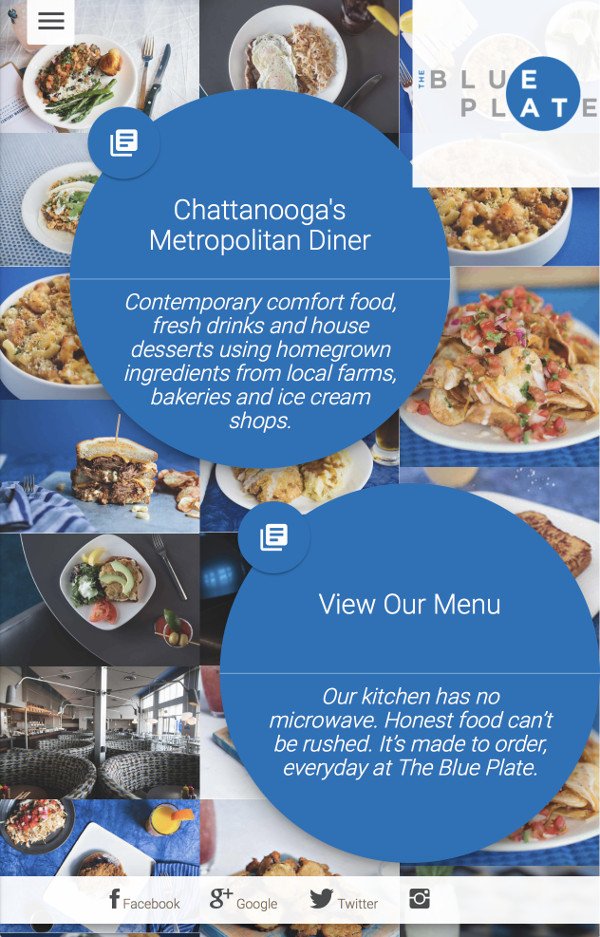 THE BLUE
PLATE
Chattanooga's
Metropolitan Diner
Contemporary comfort food,
fresh drinks and house
desserts using homegrown
ingredients from local farms,
bakeries and ice cream
shops.
View Our Menu
Our kitchen has no
microwave. Honest food can’t
be rushed. It’s made to order,
everyday at The Blue Plate.
Facebook Google Twitter